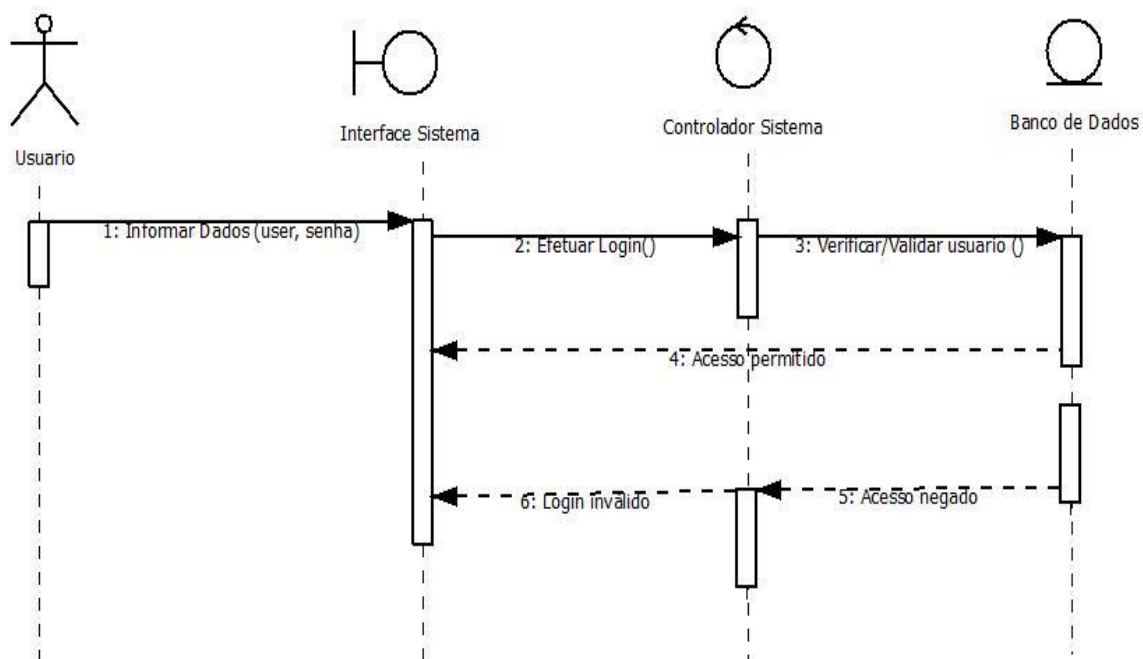 Usuario
Interface Sistema
Controlador Sistema
Banco de Dados
1: Informar Dados (user, senha)
2: Efetuar Login()
3: Verificar/Validar usuario ()
4: Acesso permitido
5: Acesso negado
6: Login inválido